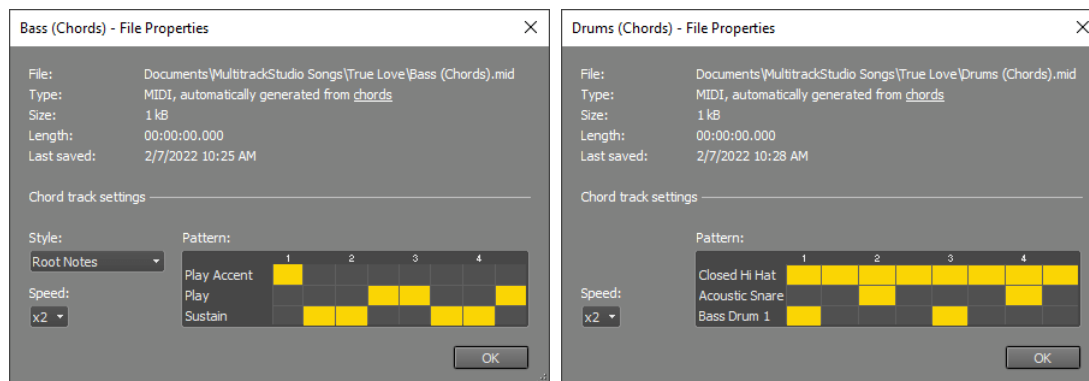 Bass (Chords) - File Properties
File: Documents\MultitrackStudio Songs\True Love\Bass (Chords).mid
Type: MIDI, automatically generated from chords
Size: 1 kB
Length: 00:00:00.000
Last saved: 2/7/2022 10:25 AM
Chord track settings
Style: Pattern:
Root Notes 1 2 3 4
Play Accent
Speed: Play
x2 Sustain
OK
Drums (Chords) - File Properties
File: Documents\MultitrackStudio Songs\True Love\Drums (Chords).mid
Type: MIDI, automatically generated from chords
Size: 1 kB
Length: 00:00:00.000
Last saved: 2/7/2022 10:28 AM
Chord track settings
Pattern:
1 2 3 4
Closed Hi Hat
Speed: Acoustic Snare
x2 Bass Drum 1
OK